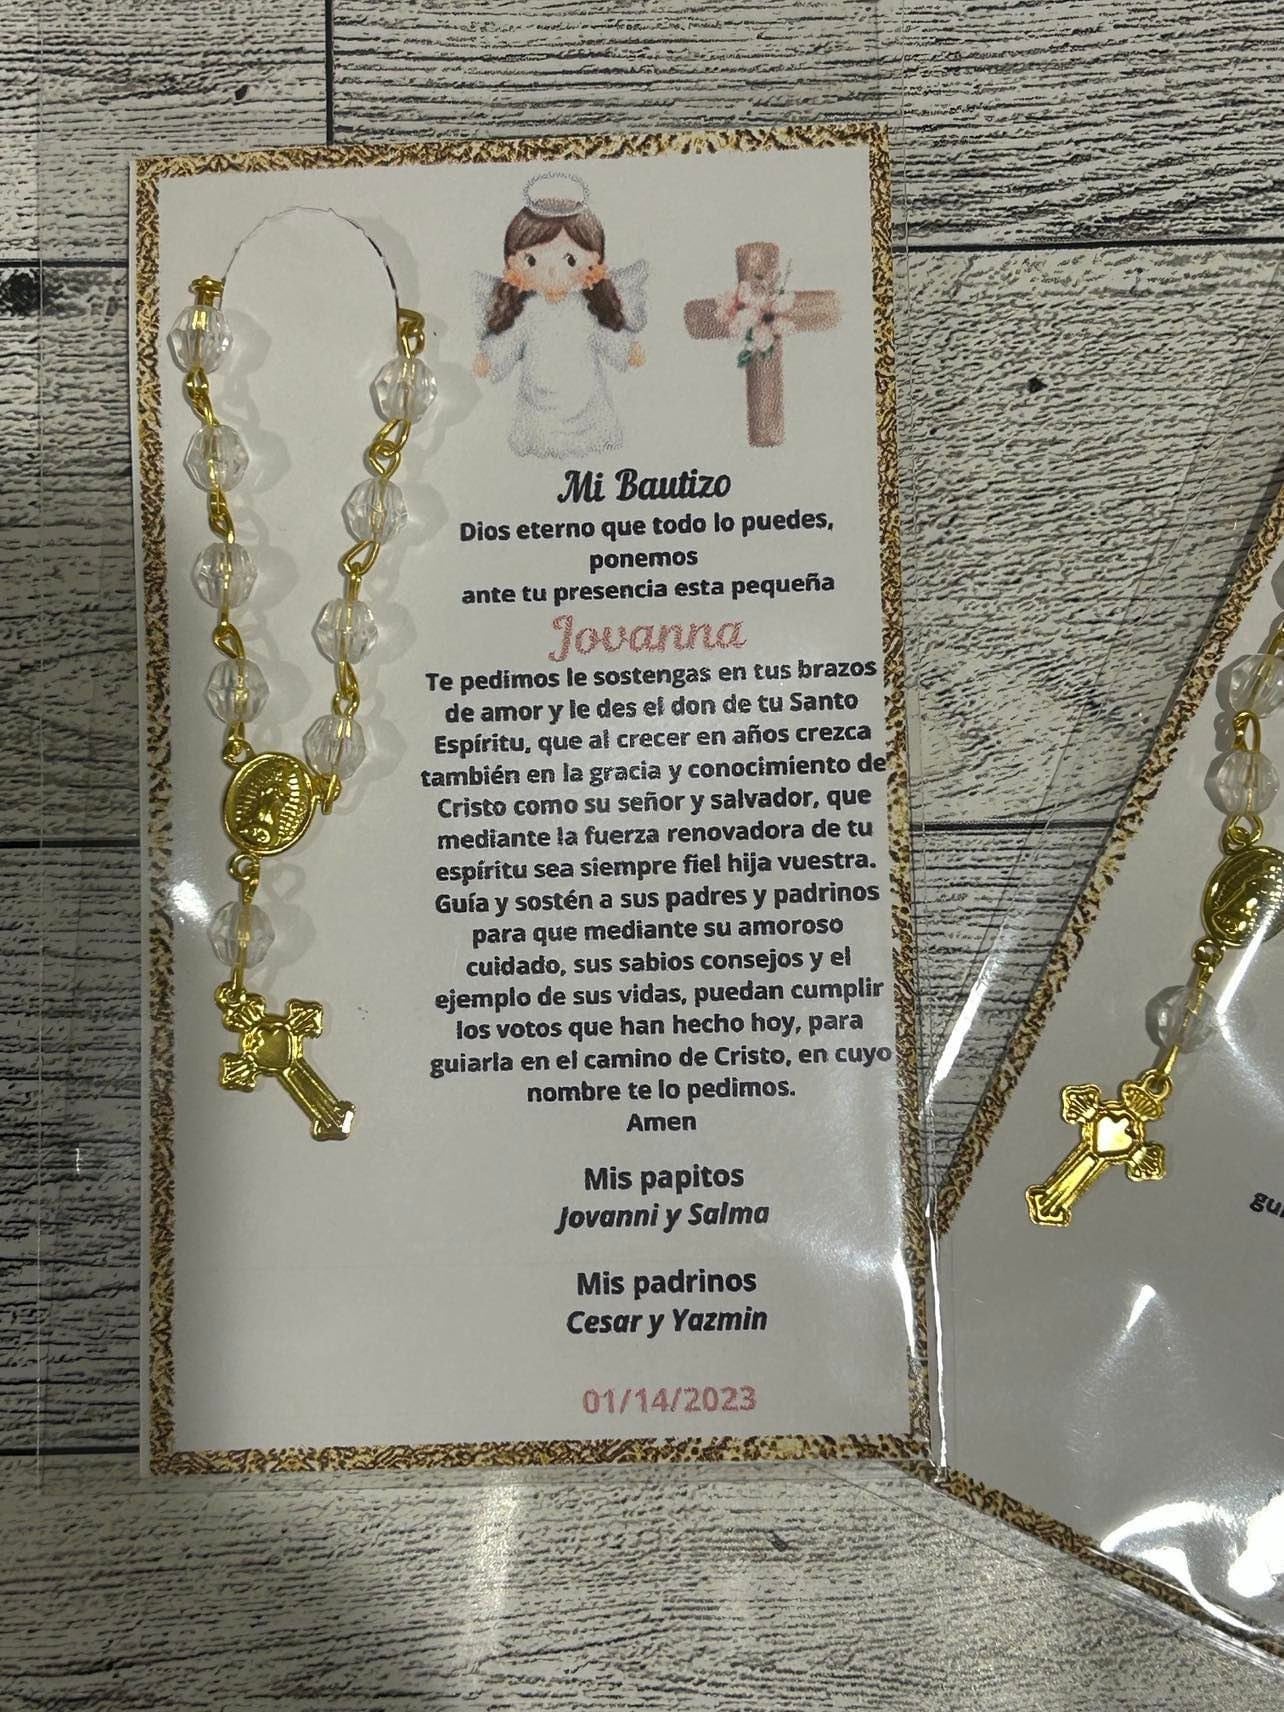 Mi Bautizo
Dios eterno que todo lo puedes,
ponemos
ante tu presencia esta pequeña
Jovanna
Te pedimos le sostengas en tus brazos
de amor y le des el don de tu Santo
Espíritu, que al crecer en años crezca
también en la gracia y conocimiento de
Cristo como su señor y salvador, que
mediante la fuerza renovadora de tu
espíritu sea siempre fiel hija vuestra.
Guía y sostén a sus padres y padrinos
para que mediante su amoroso
cuidado, sus sabios consejos y el
ejemplo de sus vidas, puedan cumplir
los votos que han hecho hoy, para
guiarla en el camino de Cristo, en cuyo
nombre te lo pedimos.
Amen
Mis papitos
Jovanni y Salma
Mis padrinos
Cesar y Yazmin
01/14/2023